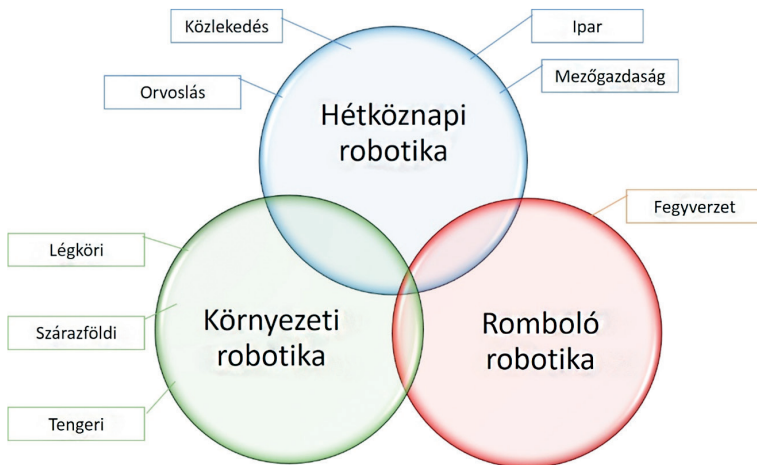 Közlekedés
Ipar
Orvoslás
Mezőgazdaság
Hétköznapi
robotika
Fegyverzet
Légköri
Szárazföldi
Tengeri
Környezeti
robotika
Romboló
robotika